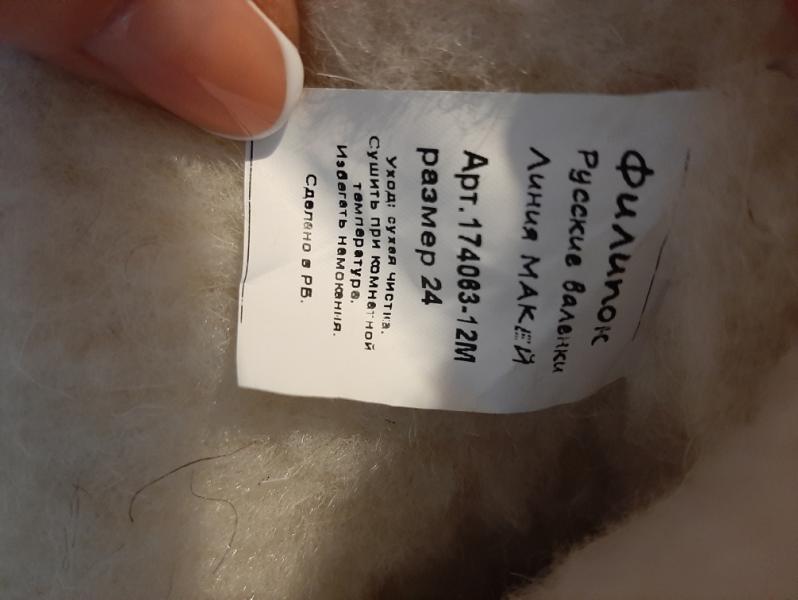 Филипок
Русские валенки
Линия МАКЕЙ
Арт. 174063-12М
размер 24
Уход: сухая чистка.
Сушить при комнатной
температуре.
Избегать намокания.
Сделано в РБ.